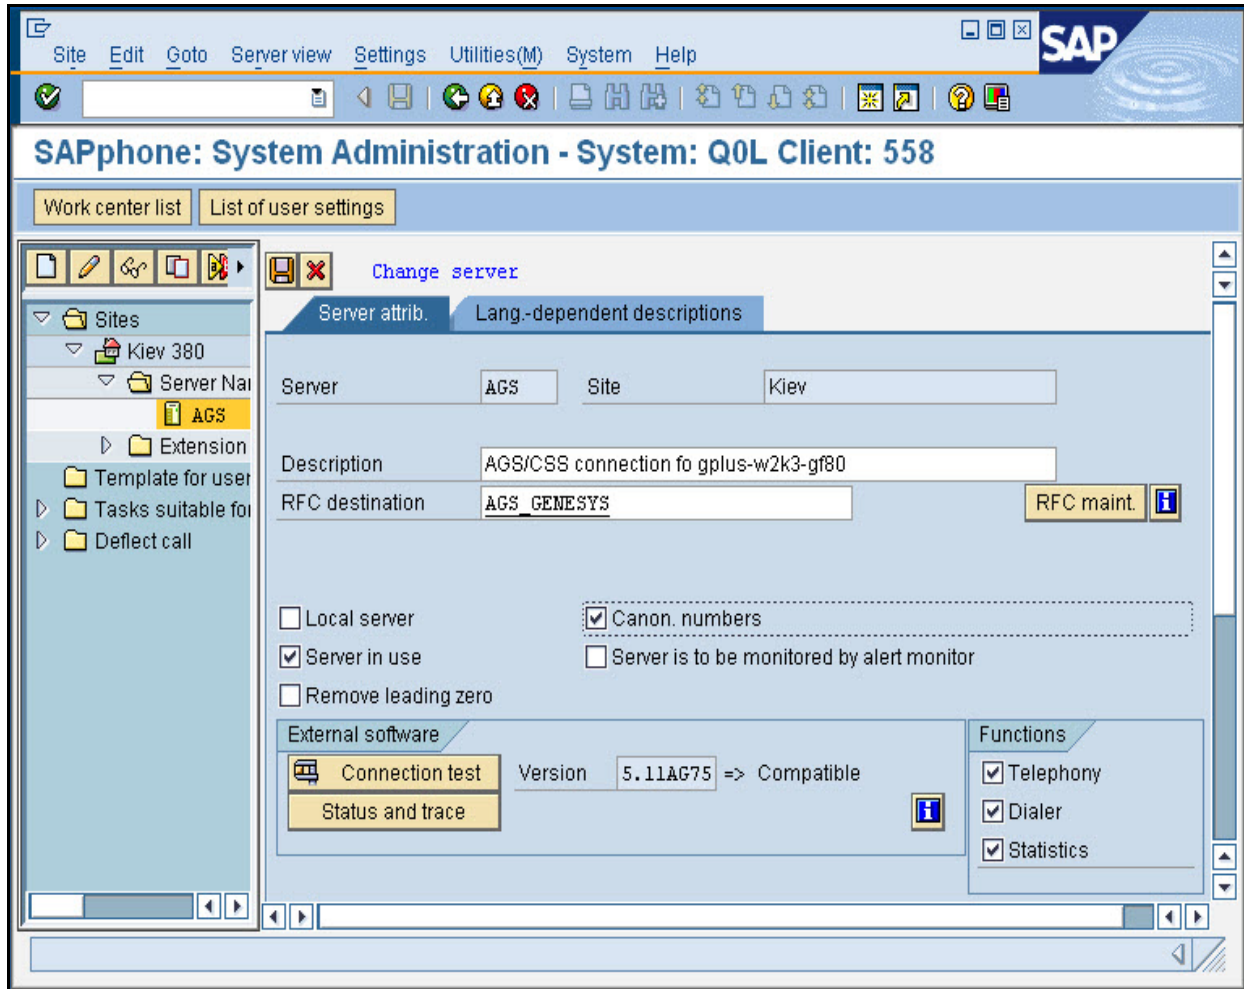 Site Edit Goto Server view Settings Utilities(M) System Help
SAP
SAPphone: System Administration - System: Q0L Client: 558
Work center list List of user settings
Change server
Server attrib. Lang.-dependent descriptions
Sites
Kiev 380
Server Nar
AGS
Extension
Template for user
Tasks suitable for
Deflect call
Server AGS Site Kiev
Description AGS/CSS connection fo gplus-w2k3-gf80
RFC destination AGS_GENESYS RFC maint.
Local server Canon. numbers
Server in use Server is to be monitored by alert monitor
Remove leading zero
External software Functions
Connection test Version 5.11AG75 => Compatible Telephony
Status and trace Dialer
Statistics